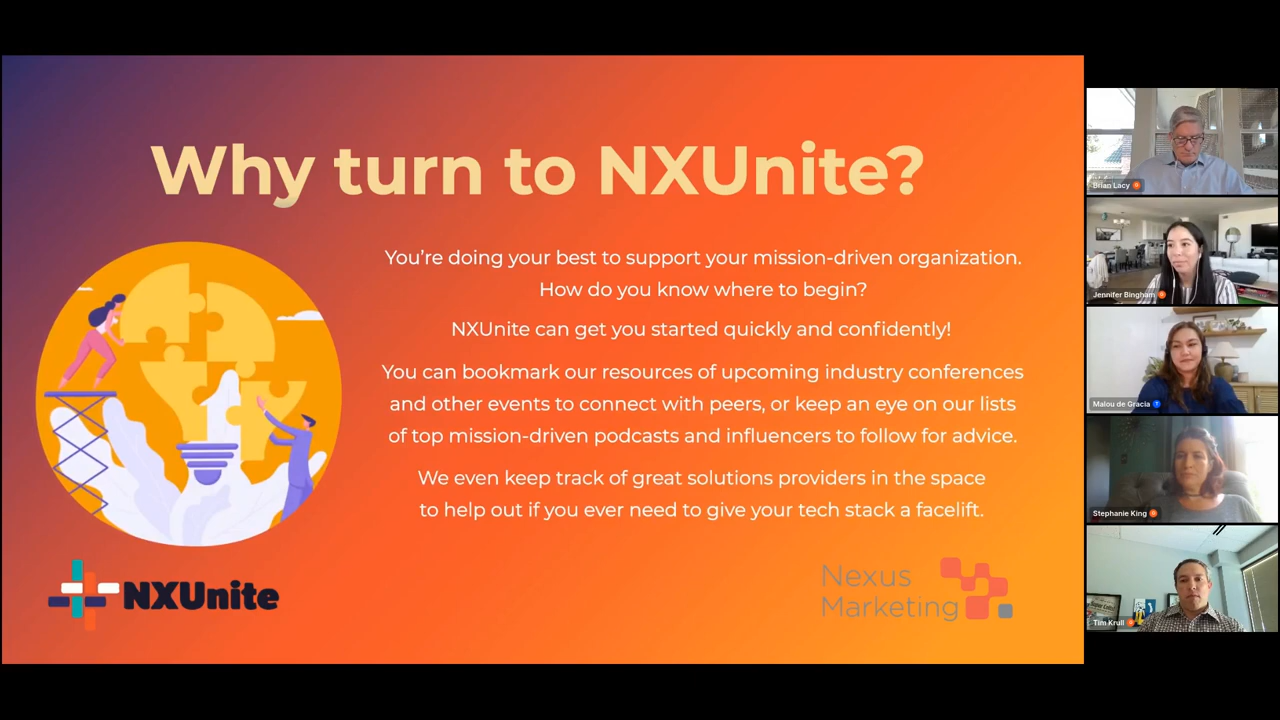 Why turn to NXUnite?
You're doing your best to support your mission-driven organization.
How do you know where to begin?
NXUnite can get you started quickly and confidently!
You can bookmark our resources of upcoming industry conferences
and other events to connect with peers, or keep an eye on our lists
of top mission-driven podcasts and influencers to follow for advice.
We even keep track of great solutions providers in the space
to help out if you ever need to give your tech stack a facelift.
NXUnite
Nexus
Marketing
Brian Lacy
Jennifer Bingham
Malou de Gracia
Stephanie King
Tim Krull